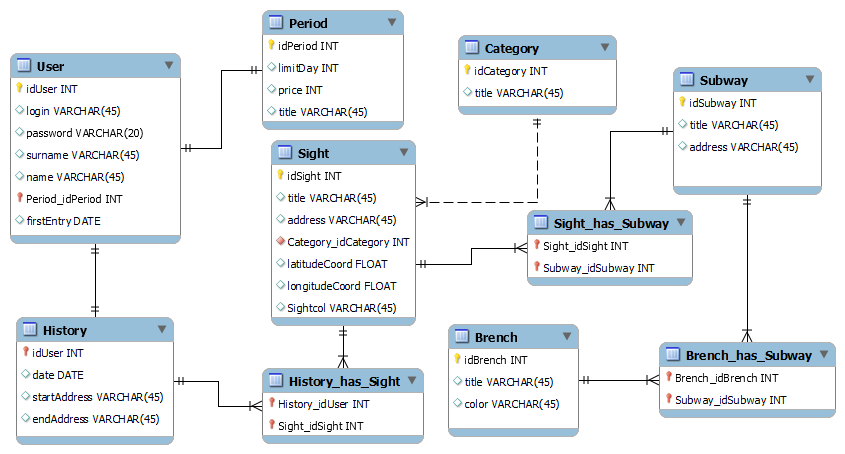 User
idUser INT
login VARCHAR(45)
password VARCHAR(20)
surname VARCHAR(45)
name VARCHAR(45)
Period_idPeriod INT
firstEntry DATE
Period
idPeriod INT
limitDay INT
price INT
title VARCHAR(45)
Category
idCategory INT
title VARCHAR(45)
Subway
idSubway INT
title VARCHAR(45)
address VARCHAR(45)
Sight
idSight INT
title VARCHAR(45)
address VARCHAR(45)
Category_idCategory INT
latitudeCoord FLOAT
longitudeCoord FLOAT
Sightcol VARCHAR(45)
Sight_has_Subway
Sight_idSight INT
Subway_idSubway INT
History
idUser INT
date DATE
startAddress VARCHAR(45)
endAddress VARCHAR(45)
History_has_Sight
History_idUser INT
Sight_idSight INT
Brench
idBrench INT
title VARCHAR(45)
color VARCHAR(45)
Brench_has_Subway
Brench_idBrench INT
Subway_idSubway INT